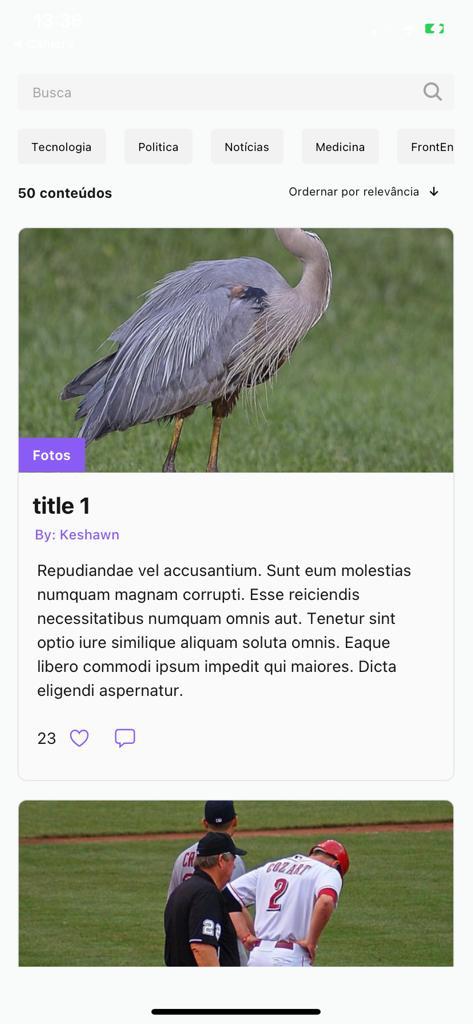 13:36
Busca
Tecnologia
Politica
Notícias
Medicina
FrontEn
50 conteúdos
Ordernar por relevância
Fotos
title 1
By: Keshawn
Repudiandae vel accusantium. Sunt eum molestias
numquam magnam corrupti. Esse reiciendis
necessitatibus numquam omnis aut. Tenetur sint
optio iure similique aliquam soluta omnis. Eaque
libero commodi ipsum impedit qui maiores. Dicta
eligendi aspernatur.
23
COZART
2